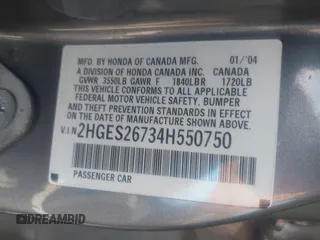 MFD. BY HONDA OF CANADA MFG. 01/'04
A DIVISION OF HONDA CANADA INC. CANADA
GVWR 3550LB GAWR F 1840LB R 1720LB
THIS VEHICLE CONFORMS TO ALL APPLICABLE
FEDERAL MOTOR VEHICLE SAFETY, BUMPER
AND THEFT PREVENTION STANDARDS IN
EFFECT ON THE DATE OF MANUFACTURE
SHOWN ABOVE.
V.I.N 2HGES26734H550750
PASSENGER CAR
DREAMBID